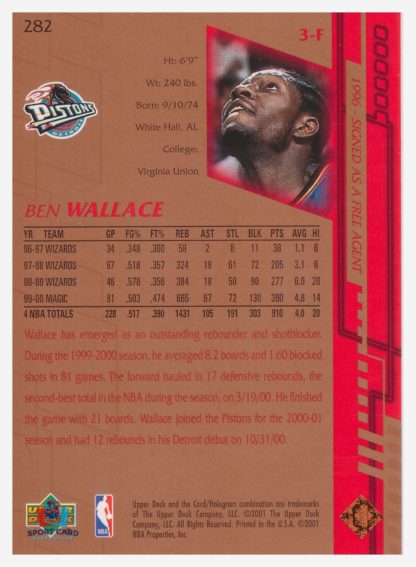 282
3-F
PISTONS
Ht: 6'9"
Wt: 240 lbs.
Born: 9/10/74
White Hall, AL
College:
Virginia Union
1996 - SIGNED AS A FREE AGENT
BEN WALLACE
YR TEAM GP FG% FT% REB AST STL BLK PTS AVG HI
96-97 WIZARDS 34 .348 .300 58 2 8 11 38 1.1 6
97-98 WIZARDS 67 .518 .357 324 18 61 72 205 3.1 6
98-99 WIZARDS 46 .578 .356 384 18 50 90 277 6.0 20
99-00 MAGIC 81 .503 .474 665 67 72 130 390 4.8 14
4 NBA TOTALS 228 .517 .390 1431 105 191 303 910 4.0 20
Wallace has emerged as an outstanding rebounder and shotblocker.
During the 1999-2000 season, he averaged 8.2 boards and 1.60 blocked
shots in 81 games. The forward hauled in 17 defensive rebounds, the
second-best total in the NBA during the season, on 3/19/00. He finished
the game with 21 boards. Wallace joined the Pistons for the 2000-01
season and had 12 rebounds in his Detroit debut on 10/31/00.
Upper Deck and the Card/Hologram combination are trademarks
of The Upper Deck Company, LLC. ©2001 The Upper Deck
Company, LLC. All Rights Reserved. Printed in the U.S.A. ©2001
NBA Properties, Inc.
SPORT CARD
NBA